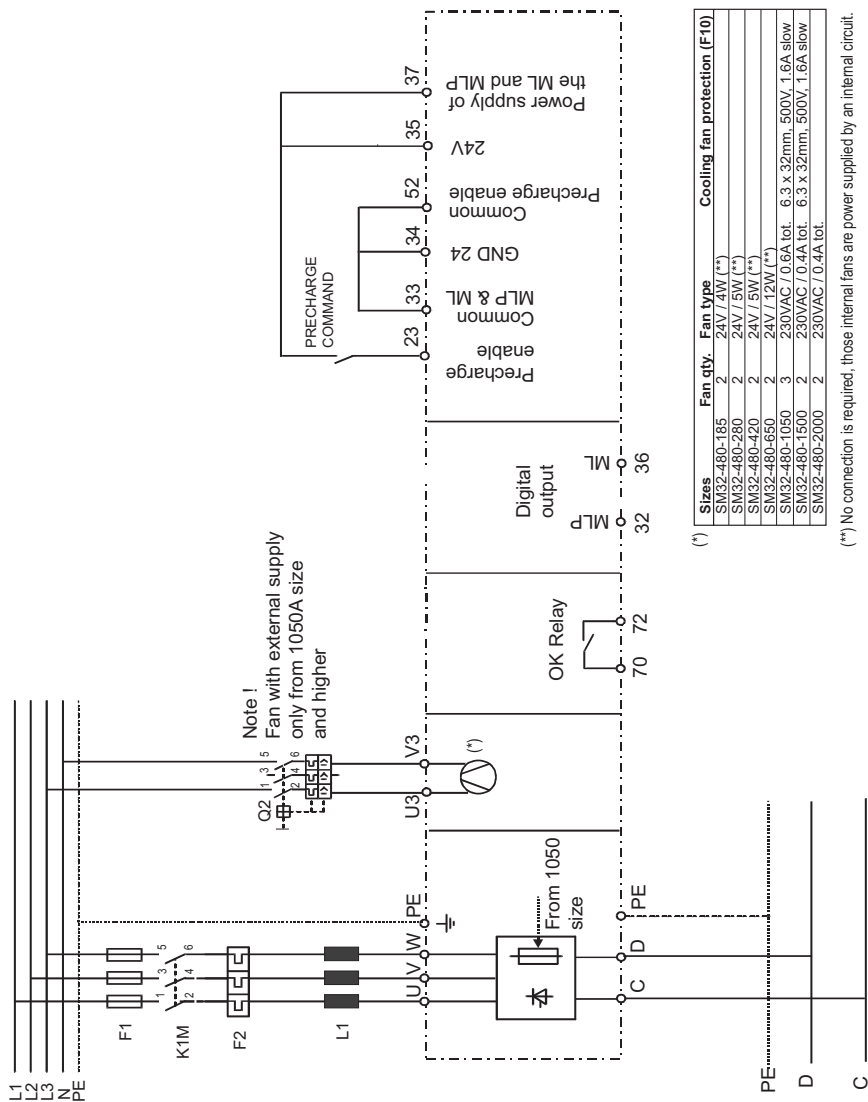 L1
L2
L3
N
PE
F1
K1M
F2
L1
1
3
5
2
4
6
U
V
W
PE
From 1050
size
C
D
PE
PE
D
C
Note !
Fan with external supply
only from 1050A size
and higher
Q2
1
3
5
2
4
6
U3
V3
(*)
OK Relay
70
72
Digital
output
MLP
ML
32
36
PRECHARGE
COMMAND
23
33
34
52
35
37
Precharge
enable
Common
MLP & ML
GND 24
Common
Precharge enable
24V
Power supply of
the ML and MLP
(*)
Sizes Fan qty. Fan type Cooling fan protection (F10)
SM32-480-185 2 24V / 4W (**)
SM32-480-280 2 24V / 5W (**)
SM32-480-420 2 24V / 5W (**)
SM32-480-650 2 24V / 12W (**)
SM32-480-1050 3 230VAC / 0.6A tot. 6.3 x 32mm, 500V, 1.6A slow
SM32-480-1500 2 230VAC / 0.4A tot. 6.3 x 32mm, 500V, 1.6A slow
SM32-480-2000 2 230VAC / 0.4A tot.
(**) No connection is required, those internal fans are power supplied by an internal circuit.